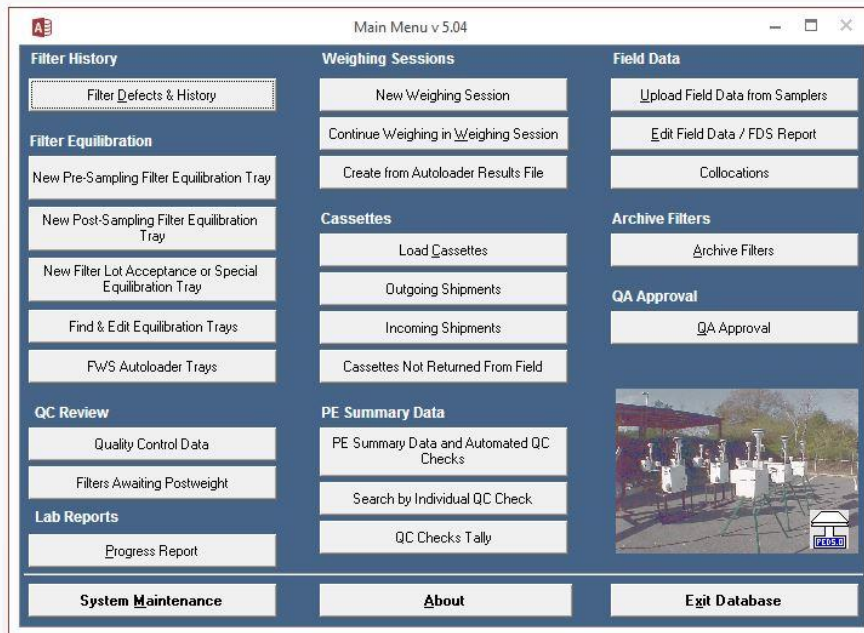 Main Menu v 5.04
Filter History
Filter Defects & History
Filter Equilibration
New Pre-Sampling Filter Equilibration Tray
New Post-Sampling Filter Equilibration
Tray
New Filter Lot Acceptance or Special
Equilibration Tray
Find & Edit Equilibration Trays
FWS Autoloader Trays
QC Review
Quality Control Data
Filters Awaiting Postweight
Lab Reports
Progress Report
Weighing Sessions
New Weighing Session
Continue Weighing in Weighing Session
Create from Autoloader Results File
Cassettes
Load Cassettes
Outgoing Shipments
Incoming Shipments
Cassettes Not Returned From Field
PE Summary Data
PE Summary Data and Automated QC
Checks
Search by Individual QC Check
QC Checks Tally
Field Data
Upload Field Data from Samplers
Edit Field Data / FDS Report
Collocations
Archive Filters
Archive Filters
QA Approval
QA Approval
PED5.0
System Maintenance
About
Exit Database